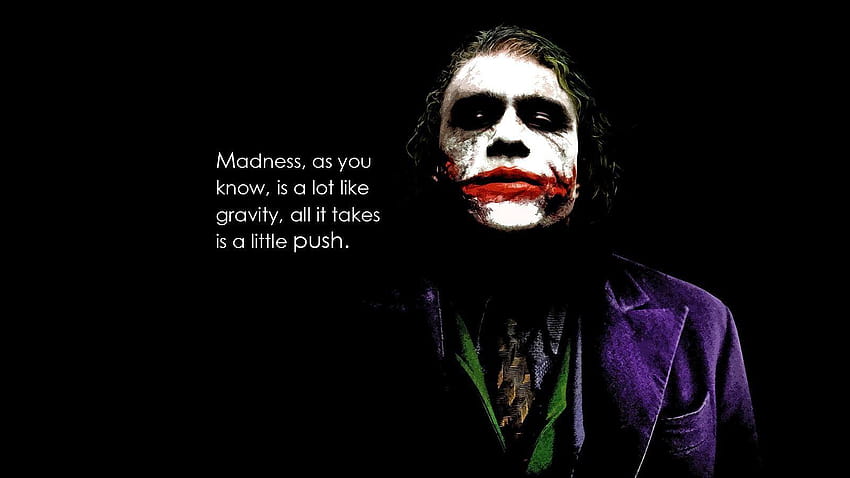 Madness, as you
know, is a lot like
gravity, all it takes
is a little push.